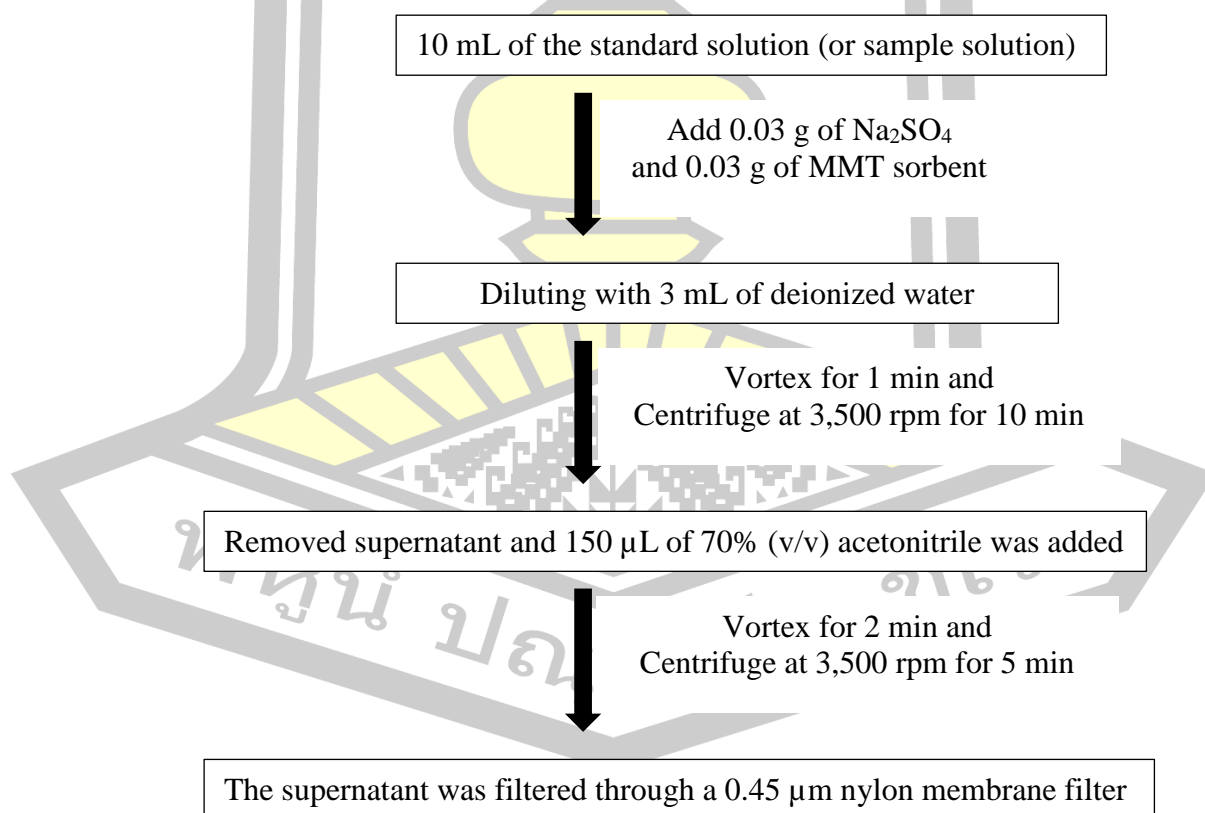 10 mL of the standard solution (or sample solution)
Add 0.03 g of Na₂SO₄
and 0.03 g of MMT sorbent
Diluting with 3 mL of deionized water
Vortex for 1 min and
Centrifuge at 3,500 rpm for 10 min
Removed supernatant and 150 µL of 70% (v/v) acetonitrile was added
Vortex for 2 min and
Centrifuge at 3,500 rpm for 5 min
The supernatant was filtered through a 0.45 µm nylon membrane filter